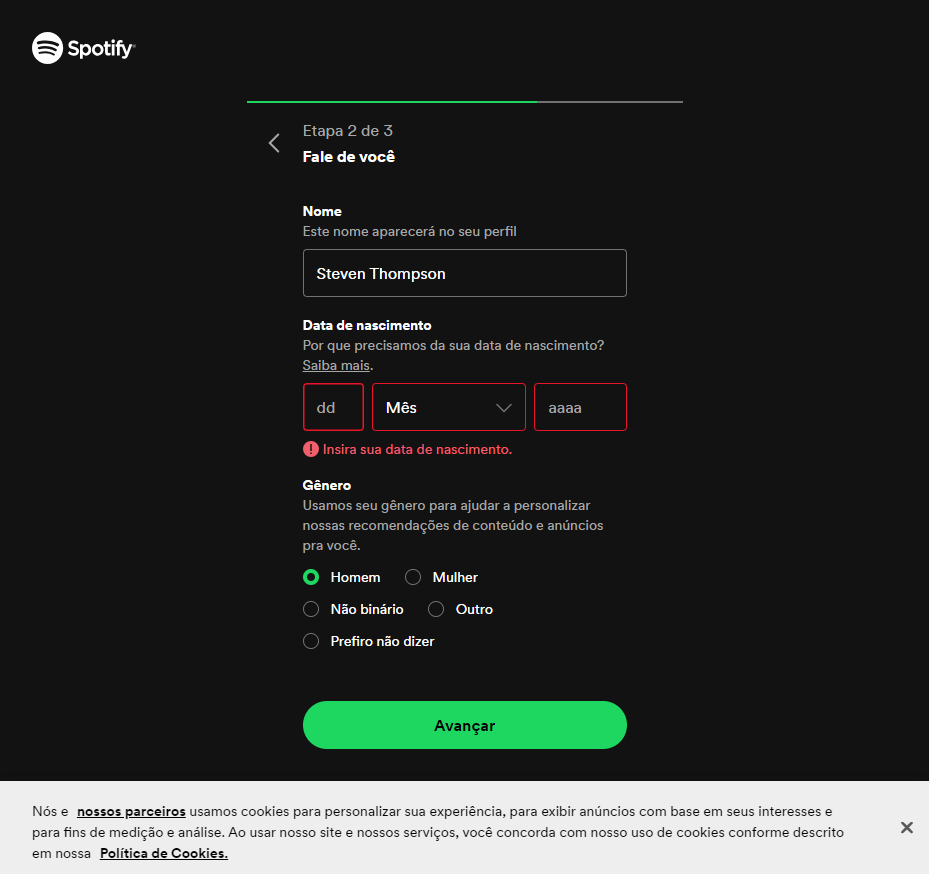 Spotify
Etapa 2 de 3
Fale de você
Nome
Este nome aparecerá no seu perfil
Steven Thompson
Data de nascimento
Por que precisamos da sua data de nascimento?
Saiba mais.
dd Mês aaaa
! Insira sua data de nascimento.
Gênero
Usamos seu gênero para ajudar a personalizar
nossas recomendações de conteúdo e anúncios
pra você.
Homem Mulher
Não binário Outro
Prefiro não dizer
Avançar
Nós e nossos parceiros usamos cookies para personalizar sua experiência, para exibir anúncios com base em seus interesses e
para fins de medição e análise. Ao usar nosso site e nossos serviços, você concorda com nosso uso de cookies conforme descrito
em nossa Política de Cookies.